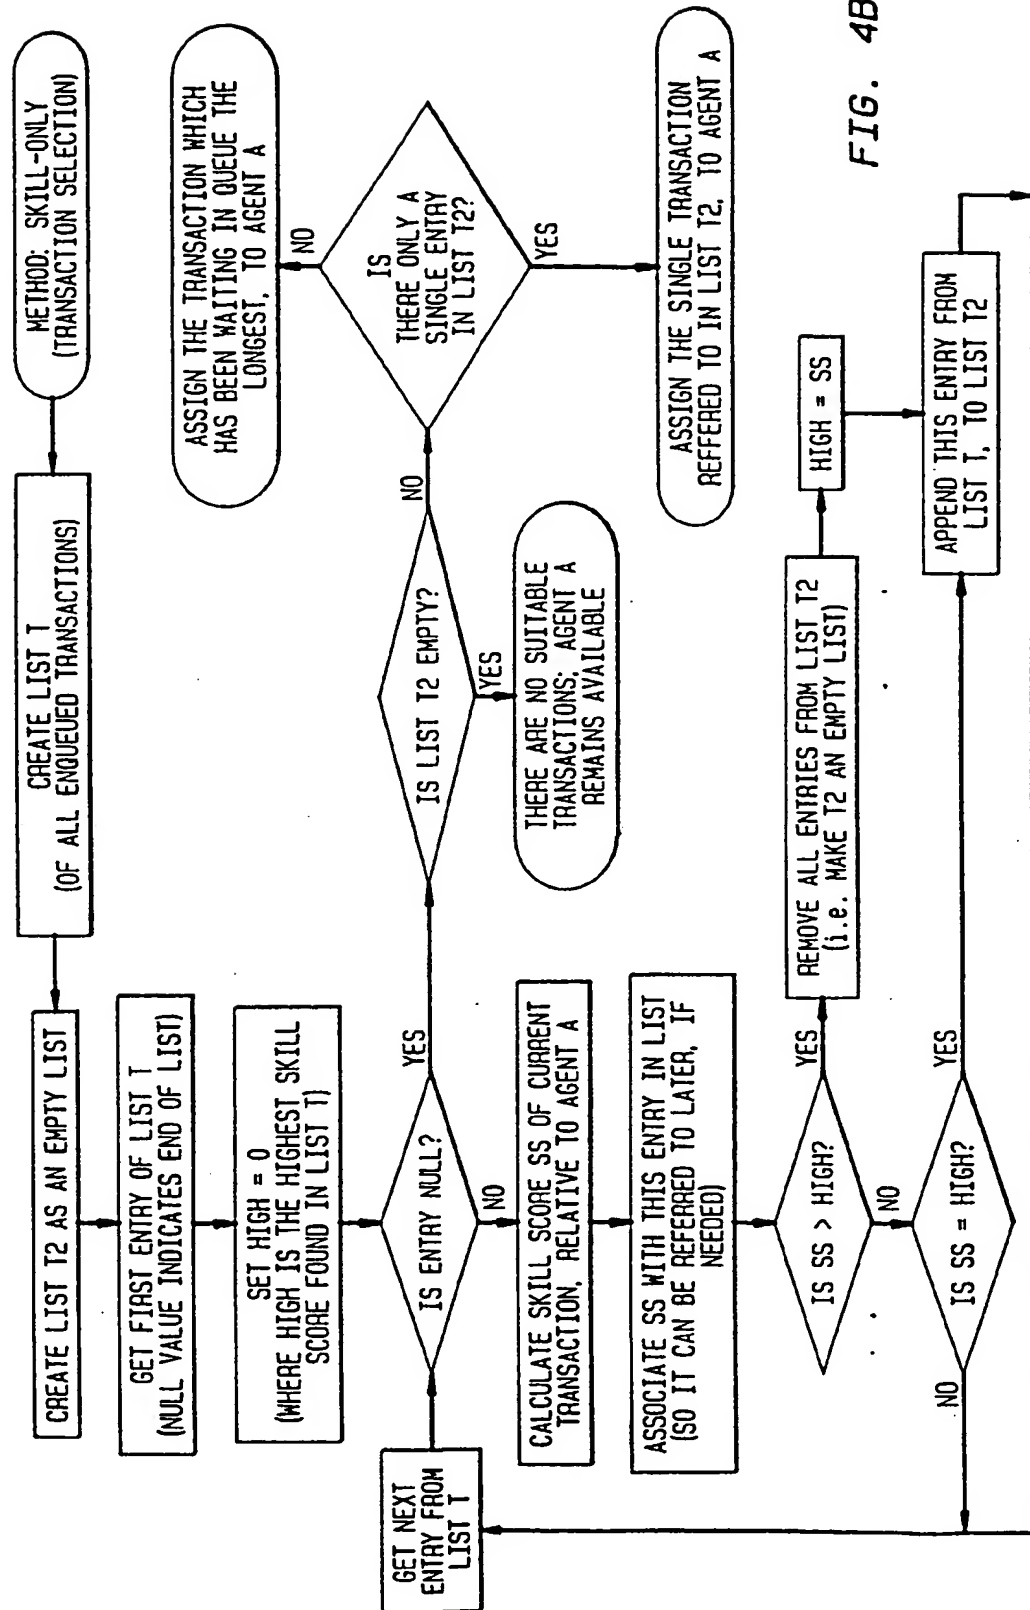 METHOD: SKILL-ONLY
(TRANSACTION SELECTION)
CREATE LIST T
(OF ALL ENQUEUED TRANSACTIONS)
CREATE LIST T2 AS AN EMPTY LIST
GET FIRST ENTRY OF LIST T
(NULL VALUE INDICATES END OF LIST)
SET HIGH = 0
(WHERE HIGH IS THE HIGHEST SKILL
SCORE FOUND IN LIST T)
GET NEXT
ENTRY FROM
LIST T
IS ENTRY NULL?
YES
NO
IS LIST T2 EMPTY?
NO
YES
THERE ARE NO SUITABLE
TRANSACTIONS; AGENT A
REMAINS AVAILABLE
IS
THERE ONLY A
SINGLE ENTRY
IN LIST T2?
NO
YES
ASSIGN THE TRANSACTION WHICH
HAS BEEN WAITING IN QUEUE THE
LONGEST, TO AGENT A
ASSIGN THE SINGLE TRANSACTION
REFFERED TO IN LIST T2, TO AGENT A
CALCULATE SKILL SCORE SS OF CURRENT
TRANSACTION, RELATIVE TO AGENT A
ASSOCIATE SS WITH THIS ENTRY IN LIST
(SO IT CAN BE REFERRED TO LATER, IF
NEEDED)
IS SS > HIGH?
YES
NO
REMOVE ALL ENTRIES FROM LIST T2
(i.e. MAKE T2 AN EMPTY LIST)
HIGH = SS
IS SS = HIGH?
YES
NO
APPEND THIS ENTRY FROM
LIST T, TO LIST T2
FIG. 4B